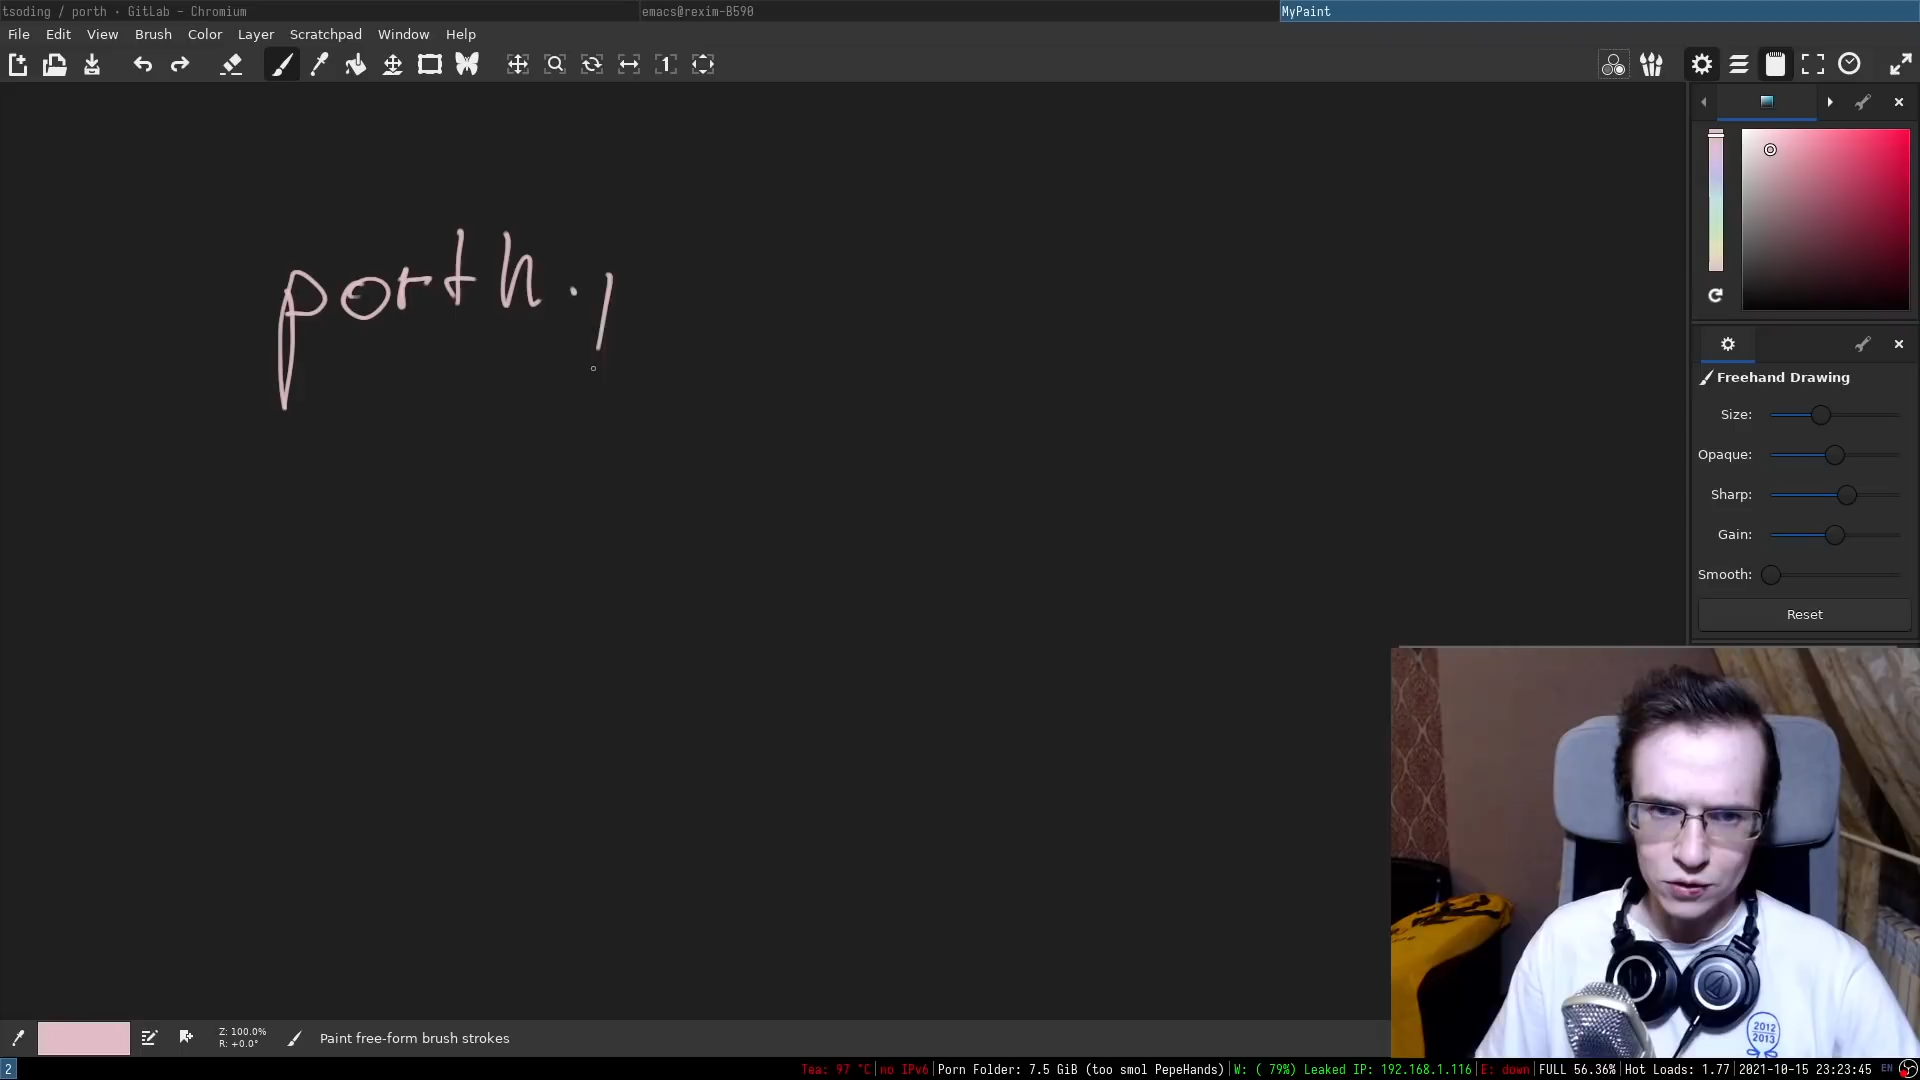 tsoding / porth · GitLab – Chromium emacs@rexim-B590 MyPaint
File Edit View Brush Color Layer Scratchpad Window Help
1
porth.
Freehand Drawing
Size:
Opaque:
Sharp:
Gain:
Smooth:
Reset
2012
2013
Z: 100.0%
R: +0.0°
Paint free-form brush strokes
2 Tea: 97 °C|no IPv6|Porn Folder: 7.5 GiB (too smol PepeHands)|W: ( 79%) Leaked IP: 192.168.1.116|E: down|FULL 56.36%|Hot Loads: 1.77|2021-10-15 23:23:45 EN